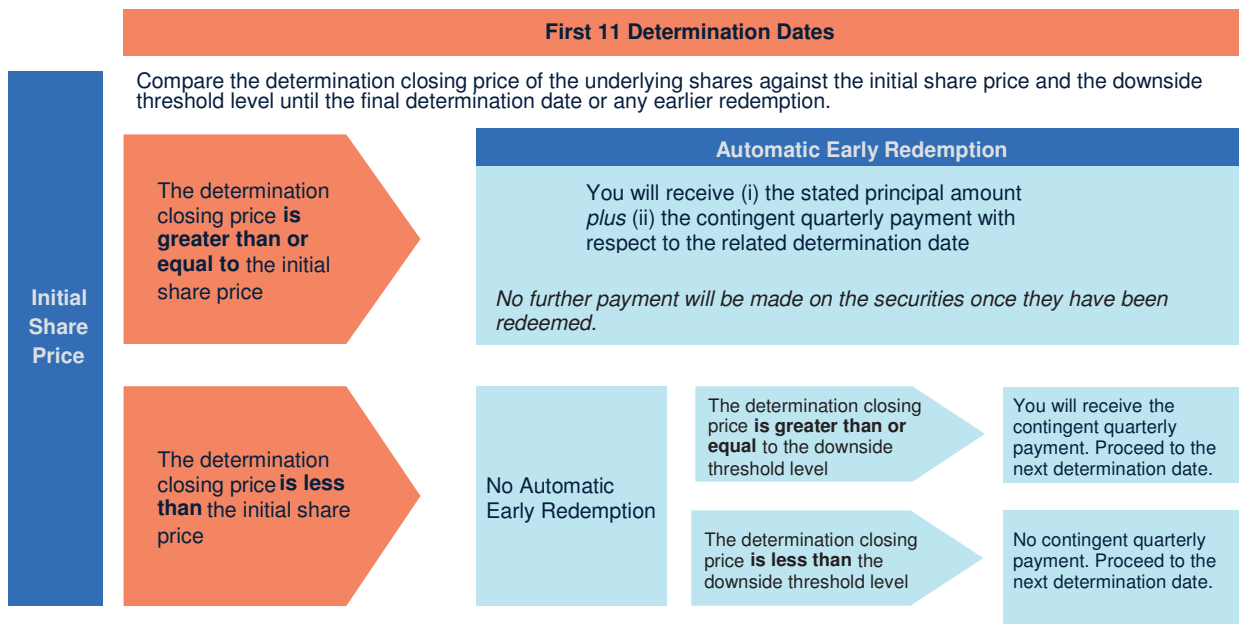 First 11 Determination Dates
Compare the determination closing price of the underlying shares against the initial share price and the downside
threshold level until the final determination date or any earlier redemption.
Initial
Share
Price
The determination
closing price is
greater than or
equal to the initial
share price
Automatic Early Redemption
You will receive (i) the stated principal amount
plus (ii) the contingent quarterly payment with
respect to the related determination date
No further payment will be made on the securities once they have been
redeemed.
The determination
closing price is less
than the initial share
price
No Automatic
Early Redemption
The determination closing
price is greater than or
equal to the downside
threshold level
You will receive the
contingent quarterly
payment. Proceed to the
next determination date.
The determination closing
price is less than the
downside threshold level
No contingent quarterly
payment. Proceed to the
next determination date.